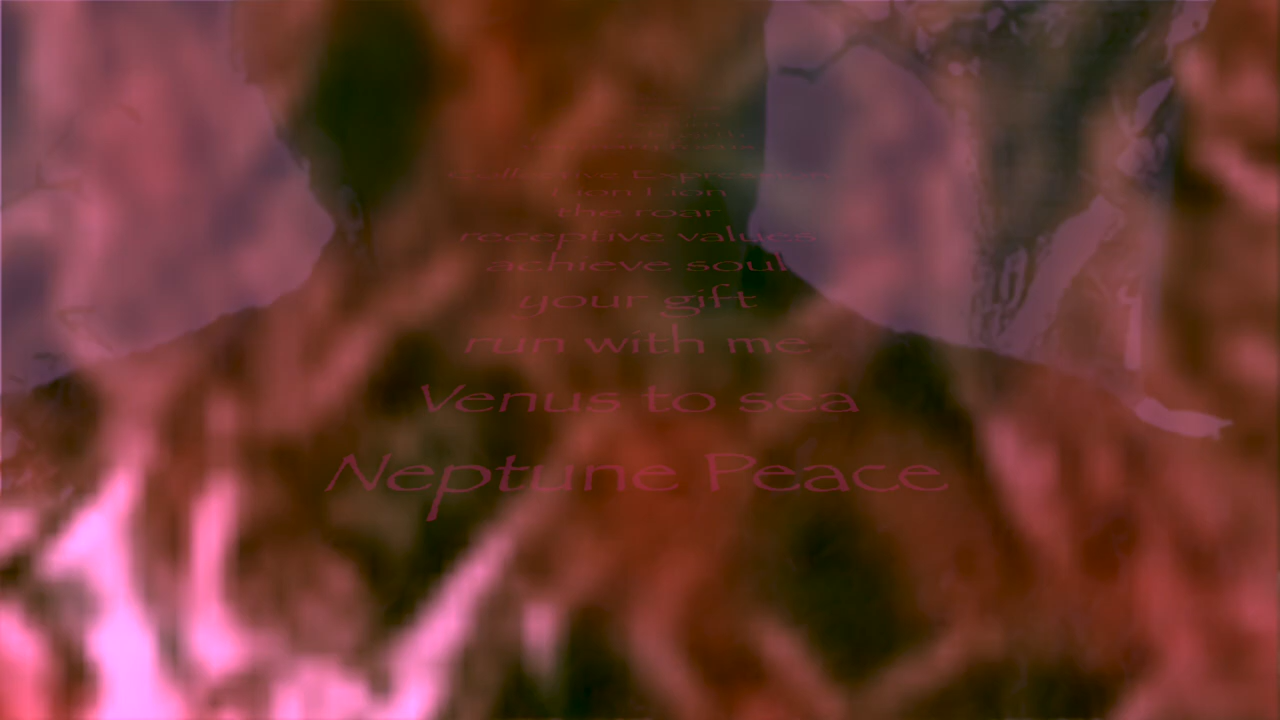 Collective Expression
Lion Lion
the roar
receptive values
achieve soul
your gift
run with me
Venus to sea
Neptune Peace